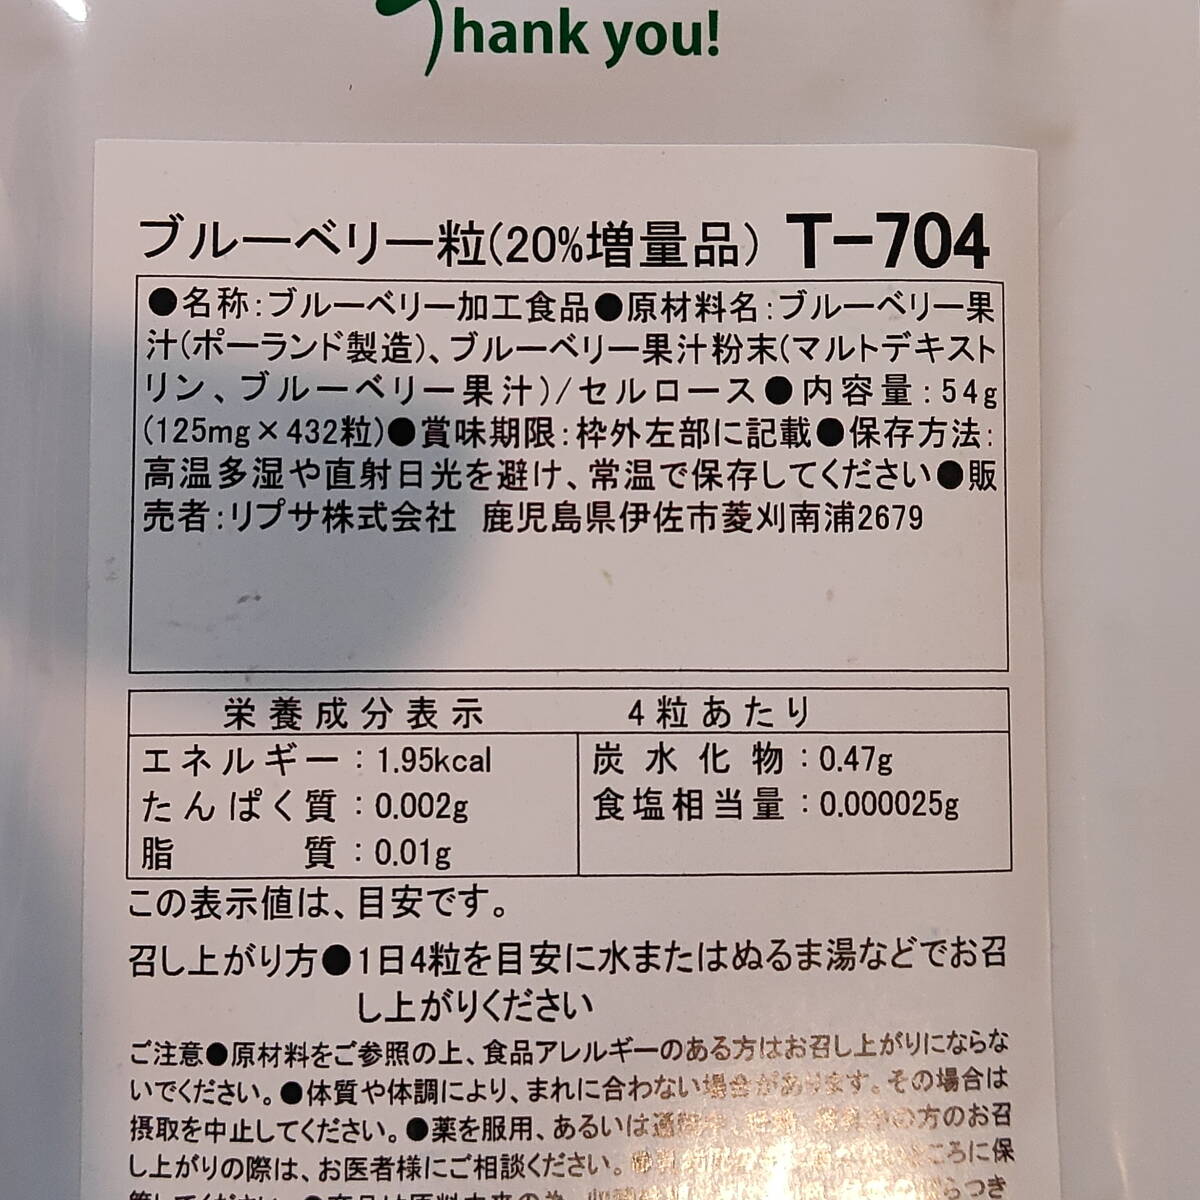 Thank you!
ブルーベリー粒(20%増量品) T-704
●名称:ブルーベリー加工食品●原材料名:ブルーベリー果
汁(ポーランド製造)、ブルーベリー果汁粉末(マルトデキスト
リン、ブルーベリー果汁)/セルロース●内容量:54g
(125mg×432粒)●賞味期限:枠外左部に記載●保存方法:
高温多湿や直射日光を避け、常温で保存してください●販
売者:リプサ株式会社 鹿児島県伊佐市菱刈南浦2679
栄養成分表示 4粒あたり
エネルギー:1.95kcal 炭水化物:0.47g
たんぱく質:0.002g 食塩相当量:0.000025g
脂質:0.01g
この表示値は、目安です。
召し上がり方●1日4粒を目安に水またはぬるま湯などでお召
し上がりください
ご注意●原材料をご参照の上、食品アレルギーのある方はお召し上がりにならな
いでください。●体質や体調により、まれに合わない場合があります。その場合は
摂取を中止してください。●薬を服用、あるいは通院中、の方のお召
し上がりの際は、お医者様にご相談ください。ころに保